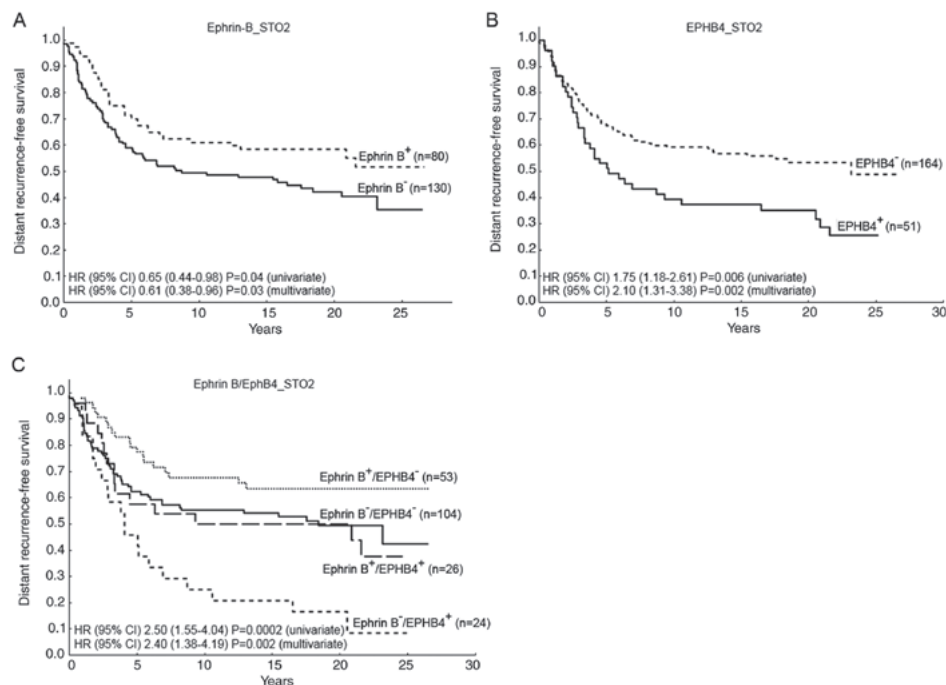 A
Ephrin-B_STO2
Distant recurrence-free survival
1.0
0.9
0.8
0.7
0.6
0.5
0.4
0.3
0.2
0.1
0.0
Ephrin B+ (n=80)
Ephrin B- (n=130)
HR (95% CI) 0.65 (0.44-0.98) P=0.04 (univariate)
HR (95% CI) 0.61 (0.38-0.96) P=0.03 (multivariate)
0 5 10 15 20 25
Years
B
EPHB4_STO2
Distant recurrence-free survival
1.0
0.9
0.8
0.7
0.6
0.5
0.4
0.3
0.2
0.1
0.0
EPHB4- (n=164)
EPHB4+ (n=51)
HR (95% CI) 1.75 (1.18-2.61) P=0.006 (univariate)
HR (95% CI) 2.10 (1.31-3.38) P=0.002 (multivariate)
0 5 10 15 20 25 30
Years
C
Ephrin B/EphB4_STO2
Distant recurrence-free survival
1.0
0.9
0.8
0.7
0.6
0.5
0.4
0.3
0.2
0.1
0.0
Ephrin B+/EPHB4- (n=53)
Ephrin B-/EPHB4- (n=104)
Ephrin B+/EPHB4+ (n=26)
Ephrin B-/EPHB4+ (n=24)
HR (95% CI) 2.50 (1.55-4.04) P=0.0002 (univariate)
HR (95% CI) 2.40 (1.38-4.19) P=0.002 (multivariate)
0 5 10 15 20 25 30
Years